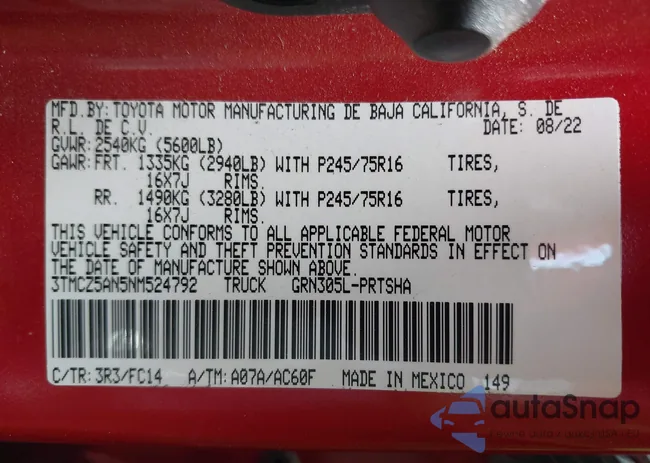 MFD.BY:TOYOTA MOTOR MANUFACTURING DE BAJA CALIFORNIA, S. DE
R.L. DE C.V. DATE: 08/22
GVWR:2540KG (5600LB)
GAWR:FRT. 1335KG (2940LB) WITH P245/75R16 TIRES,
16X7J RIMS.
RR. 1490KG (3280LB) WITH P245/75R16 TIRES,
16X7J RIMS.
THIS VEHICLE CONFORMS TO ALL APPLICABLE FEDERAL MOTOR
VEHICLE SAFETY AND THEFT PREVENTION STANDARDS IN EFFECT ON
THE DATE OF MANUFACTURE SHOWN ABOVE.
3TMCZ5AN5NM524792 TRUCK GRN305L-PRTSHA
C/TR:3R3/FC14 A/TM:A07A/AC60F MADE IN MEXICO 149
autaSnap